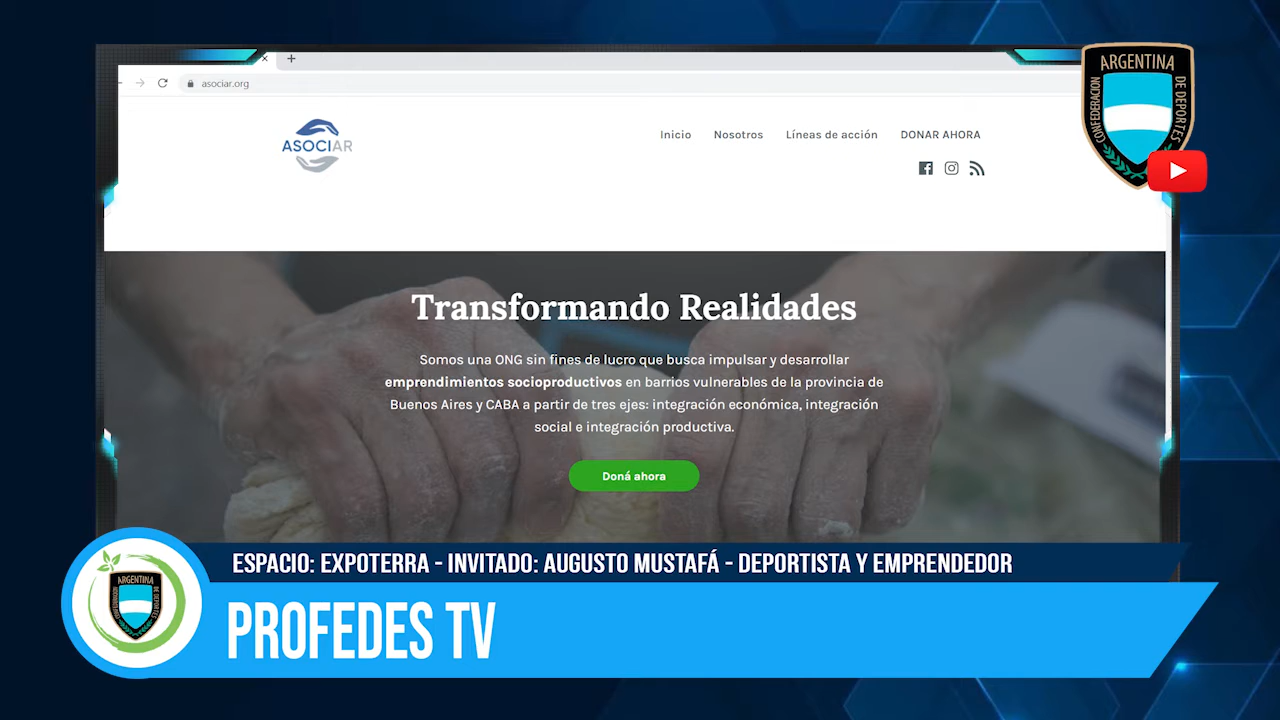 asociar.org
ARGENTINA
CONFEDERACION
DE DEPORTES
ASOCIAR
Inicio Nosotros Líneas de acción DONAR AHORA
Transformando Realidades
Somos una ONG sin fines de lucro que busca impulsar y desarrollar
emprendimientos socioproductivos en barrios vulnerables de la provincia de
Buenos Aires y CABA a partir de tres ejes: integración económica, integración
social e integración productiva.
Doná ahora
ESPACIO: EXPOTERRA - INVITADO: AUGUSTO MUSTAFÁ - DEPORTISTA Y EMPRENDEDOR
ARGENTINA
CONFEDERACION
DE DEPORTES
PROFEDES TV